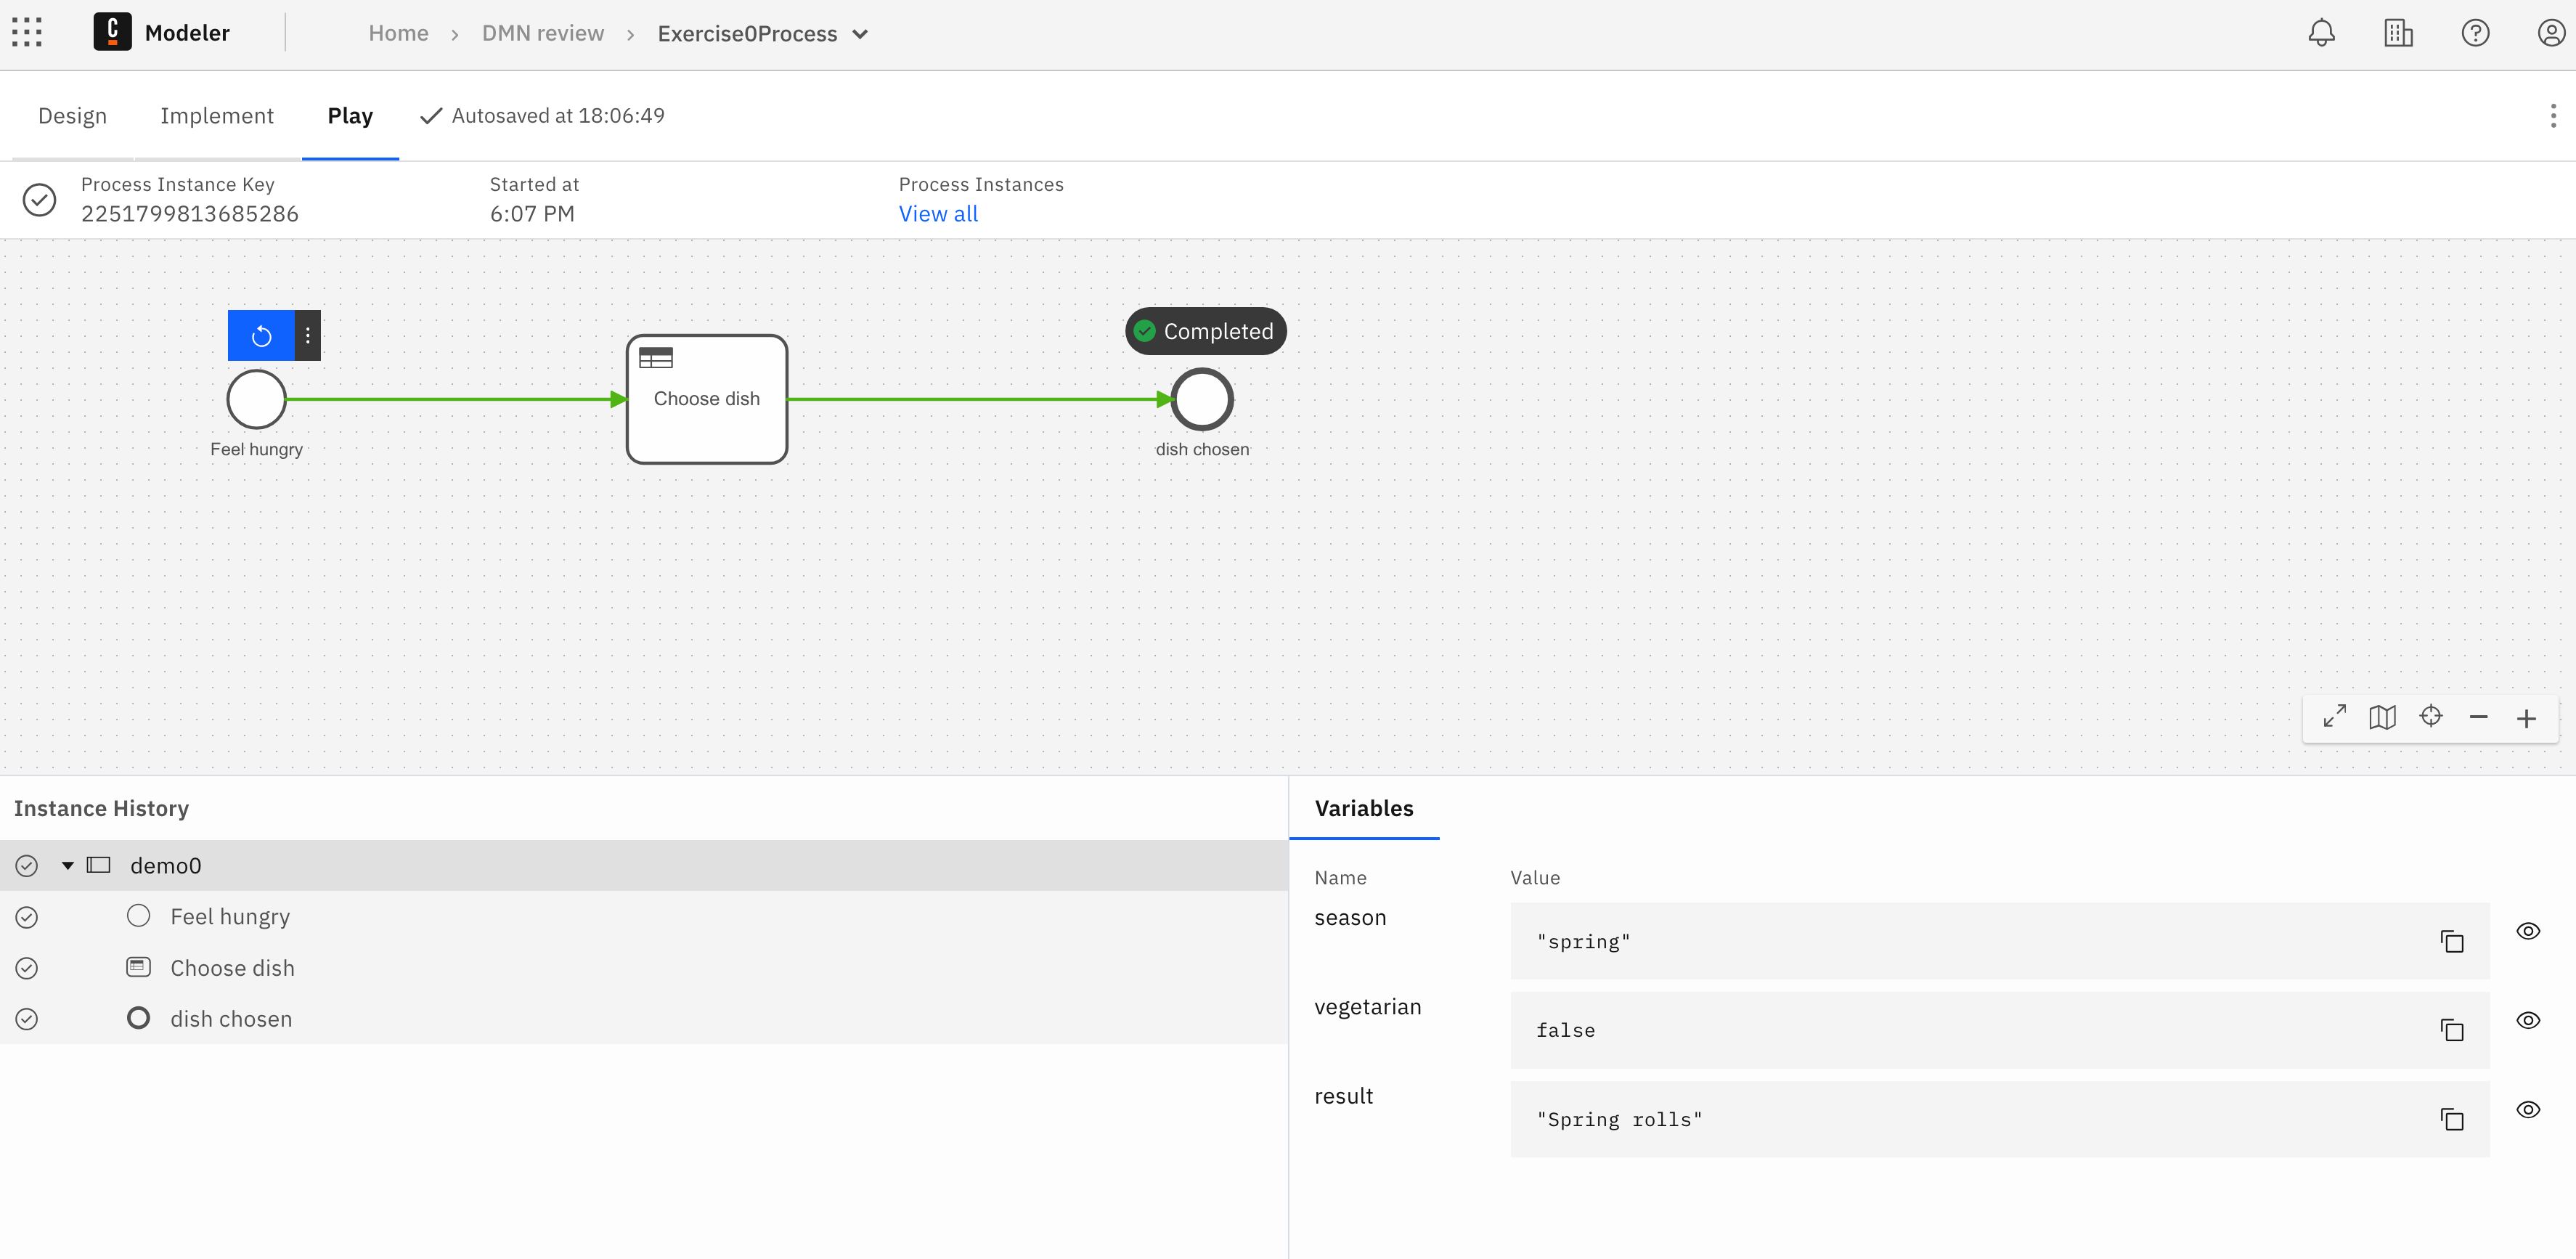 C Modeler Home > DMN review > Exercise0Process
Design Implement Play Autosaved at 18:06:49
Process Instance Key Started at Process Instances
2251799813685286 6:07 PM View all
Completed
Choose dish
Feel hungry dish chosen
Instance History
demo0
Feel hungry
Choose dish
dish chosen
Variables
Name Value
season "spring"
vegetarian false
result "Spring rolls"